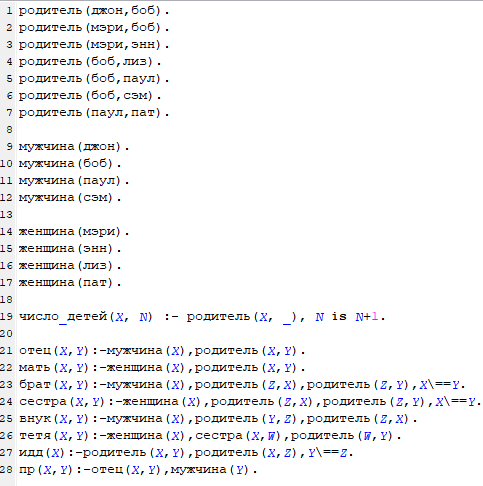 1 родитель(джон,боб).
2 родитель(мэри,боб).
3 родитель(мэри,энн).
4 родитель(боб,лиз).
5 родитель(боб,паул).
6 родитель(боб,сэм).
7 родитель(паул,пат).
8
9 мужчина(джон).
10 мужчина(боб).
11 мужчина(паул).
12 мужчина(сэм).
13
14 женщина(мэри).
15 женщина(энн).
16 женщина(лиз).
17 женщина(пат).
18
19 число_детей(X, N) :- родитель(X, _), N is N+1.
20
21 отец(X,Y):-мужчина(X),родитель(X,Y).
22 мать(X,Y):-женщина(X),родитель(X,Y).
23 брат(X,Y):-мужчина(X),родитель(Z,X),родитель(Z,Y),X\==Y.
24 сестра(X,Y):-женщина(X),родитель(Z,X),родитель(Z,Y),X\==Y.
25 внук(X,Y):-мужчина(X),родитель(Y,Z),родитель(Z,X).
26 тетя(X,Y):-женщина(X),сестра(X,W),родитель(W,Y).
27 идд(X):-родитель(X,Y),родитель(X,Z),Y\==Z.
28 пр(X,Y):-отец(X,Y),мужчина(Y).